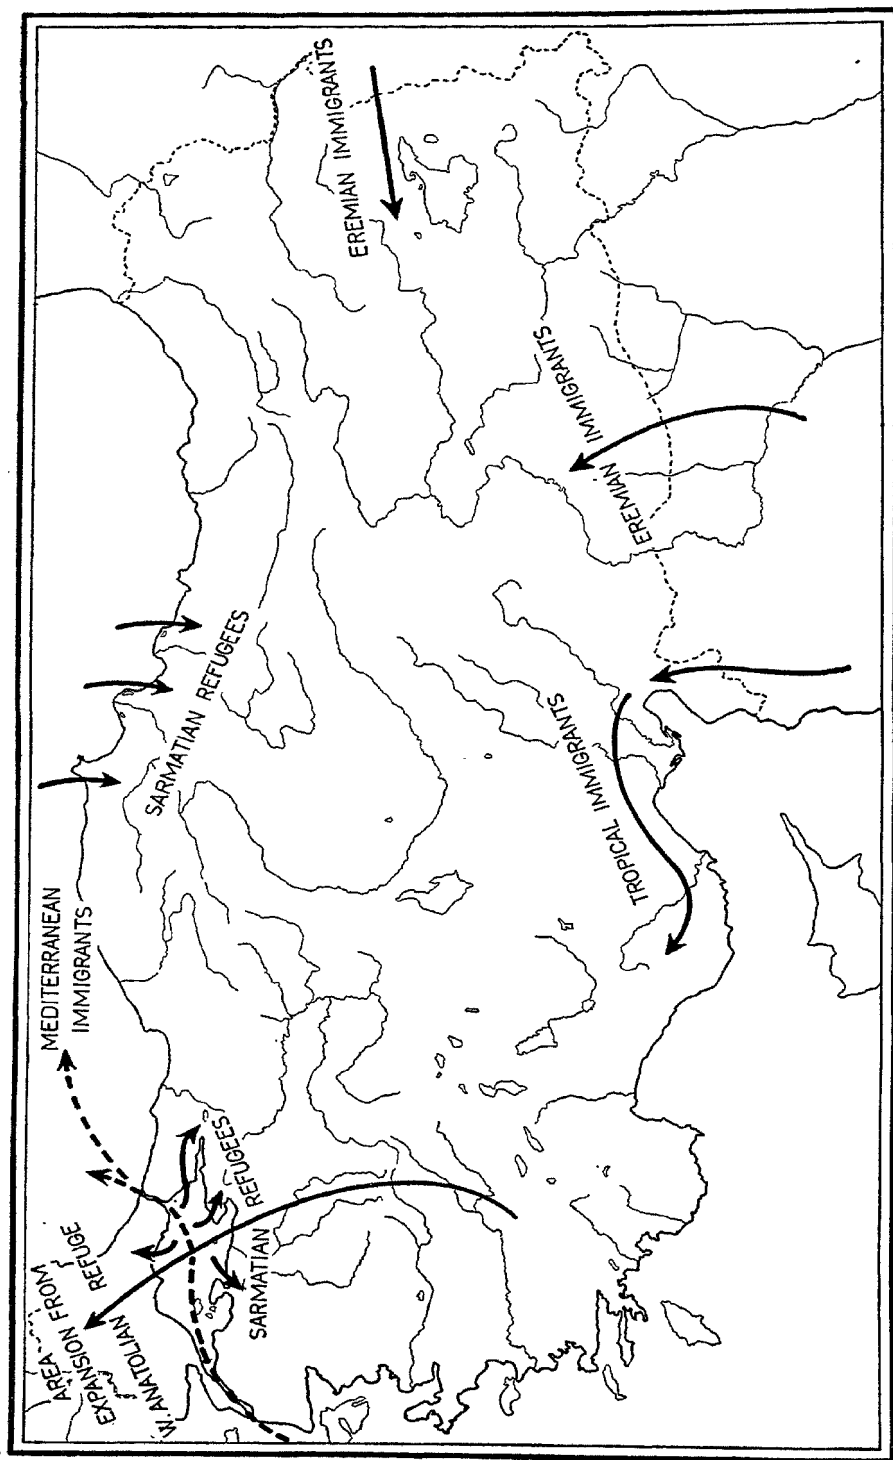 AREA
EXPANSION FROM
W. ANATOLIAN REFUGE
MEDITERRANEAN
IMMIGRANTS
SARMATIAN REFUGEES
SARMATIAN REFUGEES
TROPICAL IMMIGRANTS
EREMIAN IMMIGRANTS
EREMIAN IMMIGRANTS